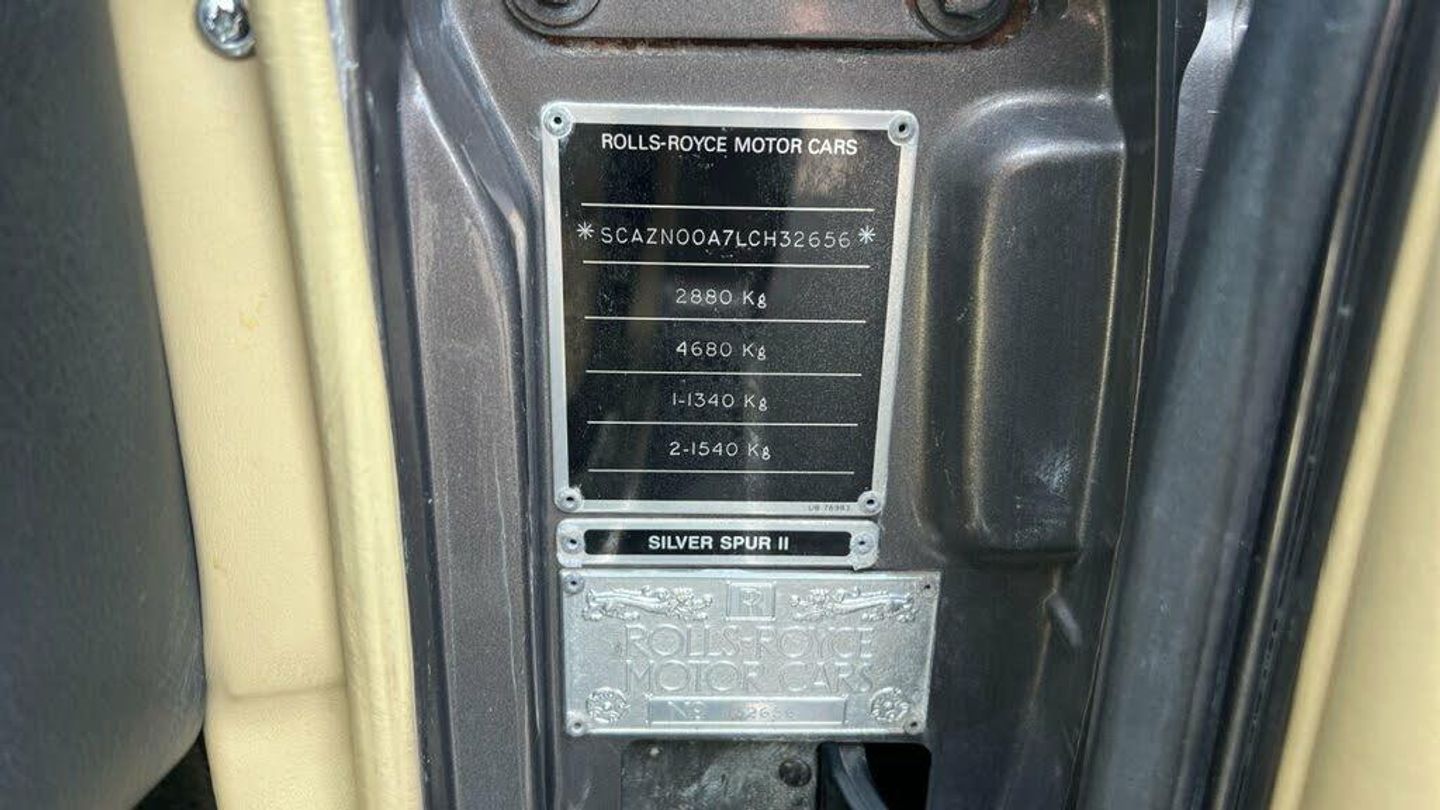 ROLLS-ROYCE MOTOR CARS
*SCAZN00A7LCH32656*
2880 Kg
4680 Kg
1-1340 Kg
2-1540 Kg
SILVER SPUR II
R
ROLLS-ROYCE
MOTOR CARS
No